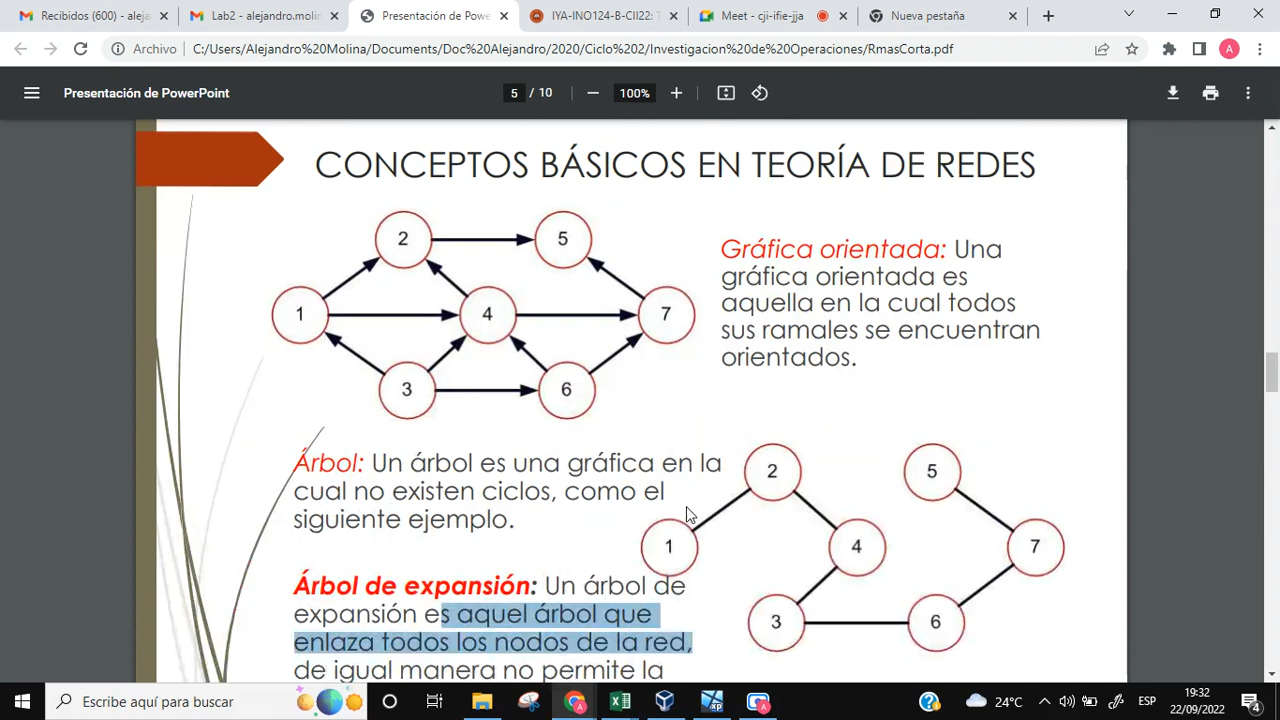 Recibidos (600) - aleja
Lab2 - alejandro.molin
Presentación de Pow
IYA-INO124-B-CII22: T
Meet - cji-ifie-jja
Nueva pestaña
Archivo
C:/Users/Alejandro%20Molina/Documents/Doc%20Alejandro/2020/Ciclo%202/Investigacion%20de%20Operaciones/RmasCorta.pdf
A
Presentación de PowerPoint
5 / 10
100%
CONCEPTOS BÁSICOS EN TEORÍA DE REDES
2
5
1
4
7
3
6
Gráfica orientada: Una
gráfica orientada es
aquella en la cual todos
sus ramales se encuentran
orientados.
Árbol: Un árbol es una gráfica en la
cual no existen ciclos, como el
siguiente ejemplo.
2
5
1
4
7
3
6
Árbol de expansión: Un árbol de
expansión es aquel árbol que
enlaza todos los nodos de la red,
de igual manera no permite la
Escribe aquí para buscar
24°C
ESP
19:32
22/09/2022
4